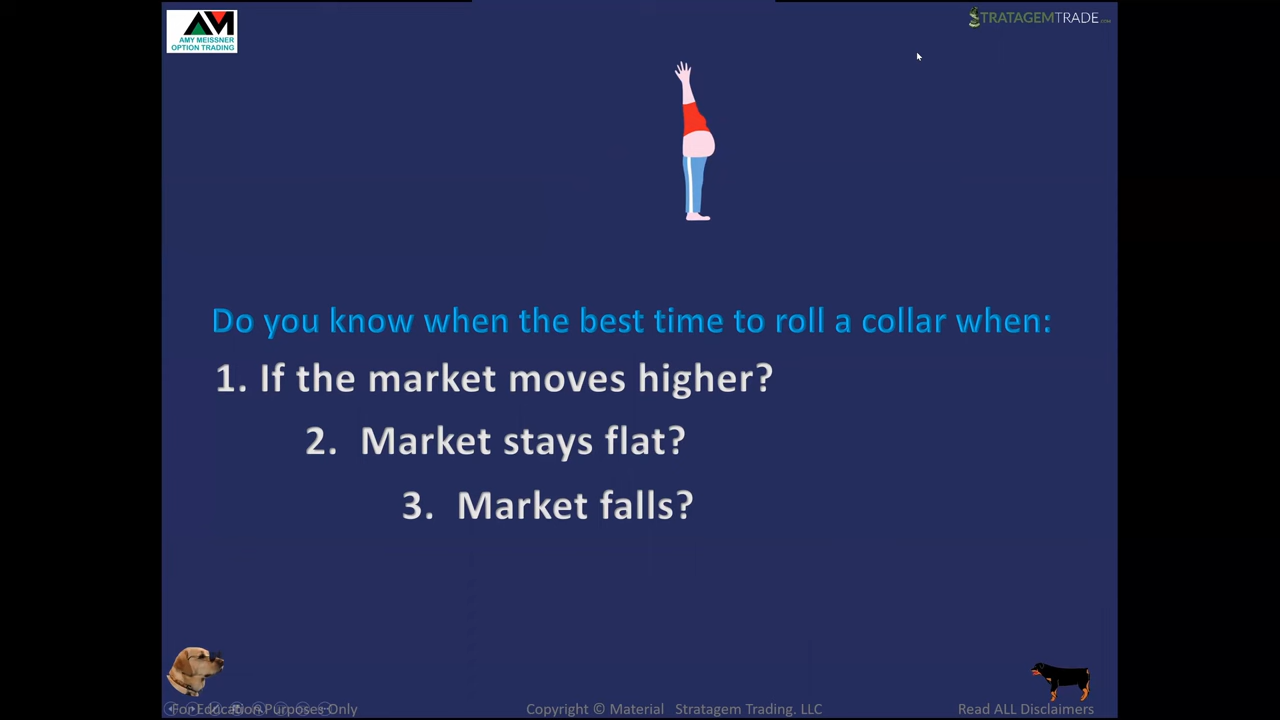 AM
AMY MEISSNER
OPTION TRADING
STRATAGEMTRADE.COM
Do you know when the best time to roll a collar when:
1. If the market moves higher?
2. Market stays flat?
3. Market falls?
For Education Purposes Only
Copyright © Material Stratagem Trading. LLC
Read ALL Disclaimers